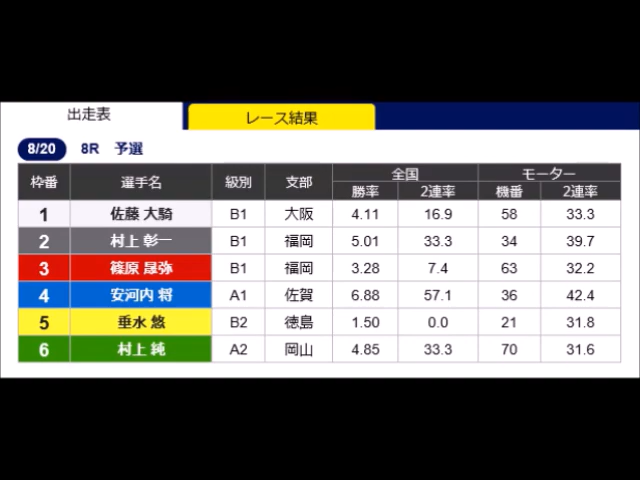 出走表 レース結果
8/20 8R 予選
枠番 選手名 級別 支部 全国 モーター
勝率 2連率 機番 2連率
1 佐藤 大騎 B1 大阪 4.11 16.9 58 33.3
2 村上 彰一 B1 福岡 5.01 33.3 34 39.7
3 篠原 晟弥 B1 福岡 3.28 7.4 63 32.2
4 安河内 将 A1 佐賀 6.88 57.1 36 42.4
5 垂水 悠 B2 徳島 1.50 0.0 21 31.8
6 村上 純 A2 岡山 4.85 33.3 70 31.6